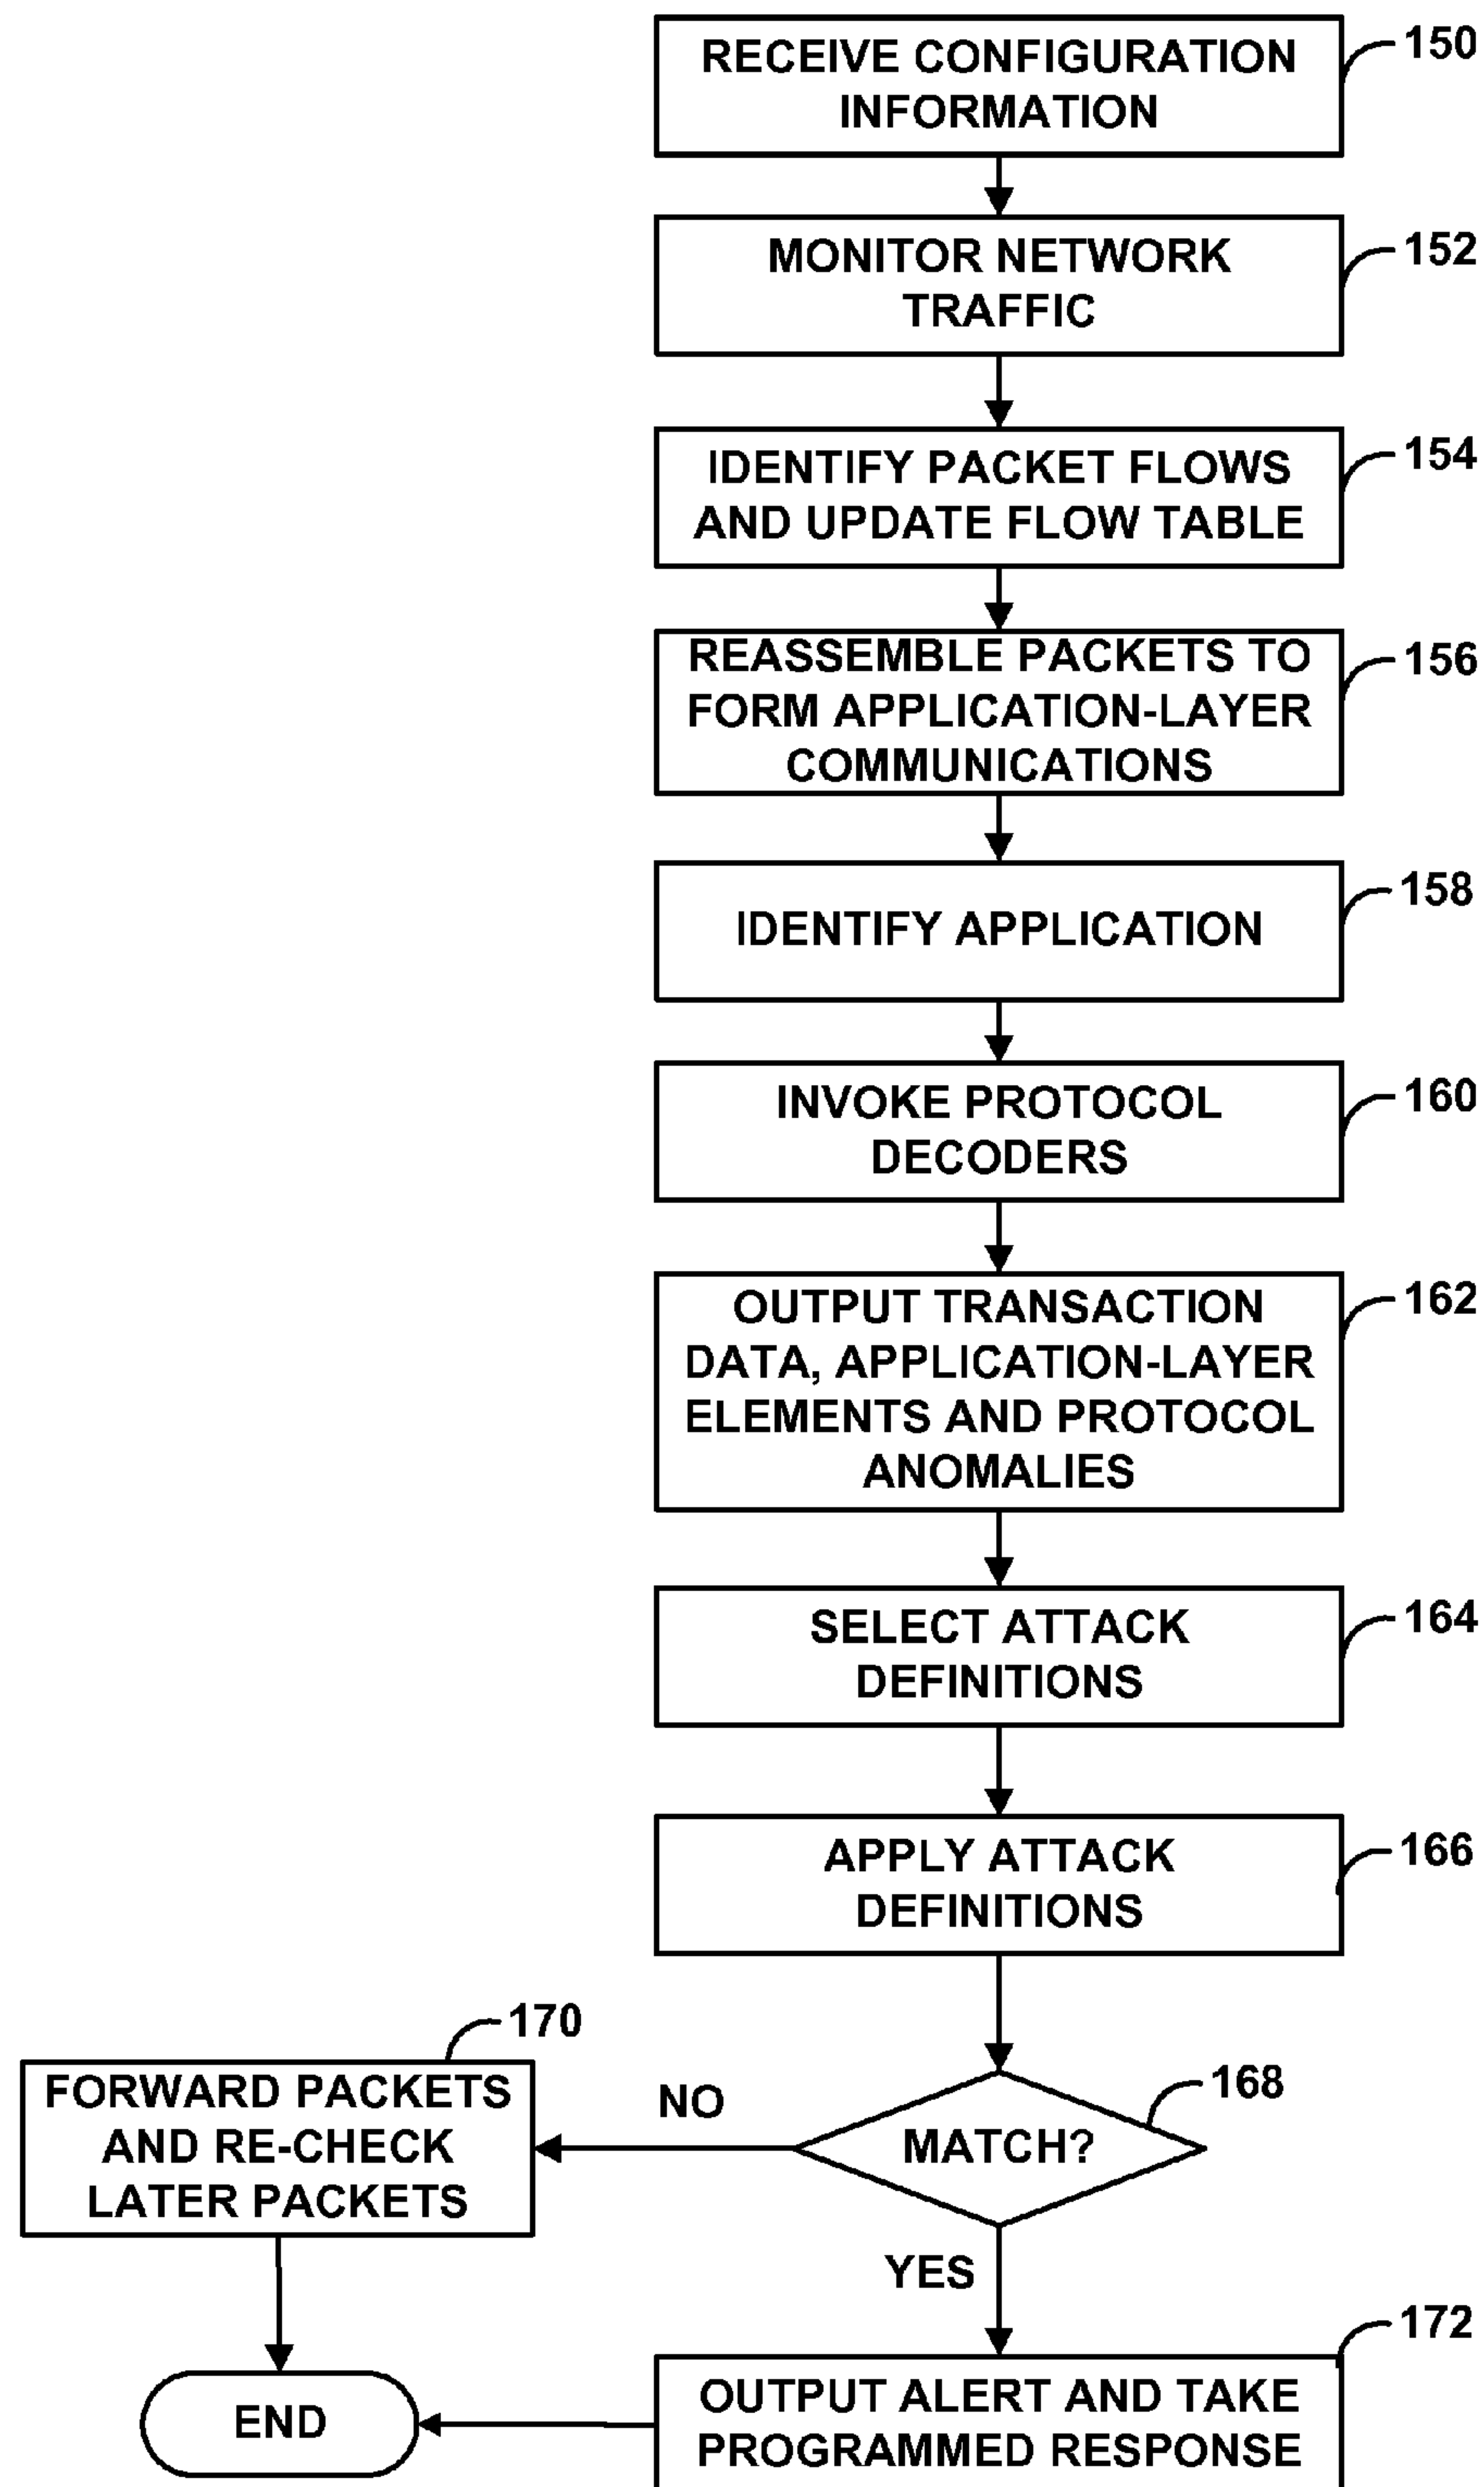 RECEIVE CONFIGURATION
INFORMATION
150
MONITOR NETWORK
TRAFFIC
152
IDENTIFY PACKET FLOWS
AND UPDATE FLOW TABLE
154
REASSEMBLE PACKETS TO
FORM APPLICATION-LAYER
COMMUNICATIONS
156
IDENTIFY APPLICATION
158
INVOKE PROTOCOL
DECODERS
160
OUTPUT TRANSACTION
DATA, APPLICATION-LAYER
ELEMENTS AND PROTOCOL
ANOMALIES
162
SELECT ATTACK
DEFINITIONS
164
APPLY ATTACK
DEFINITIONS
166
MATCH?
168
NO
FORWARD PACKETS
AND RE-CHECK
LATER PACKETS
170
YES
OUTPUT ALERT AND TAKE
PROGRAMMED RESPONSE
172
END